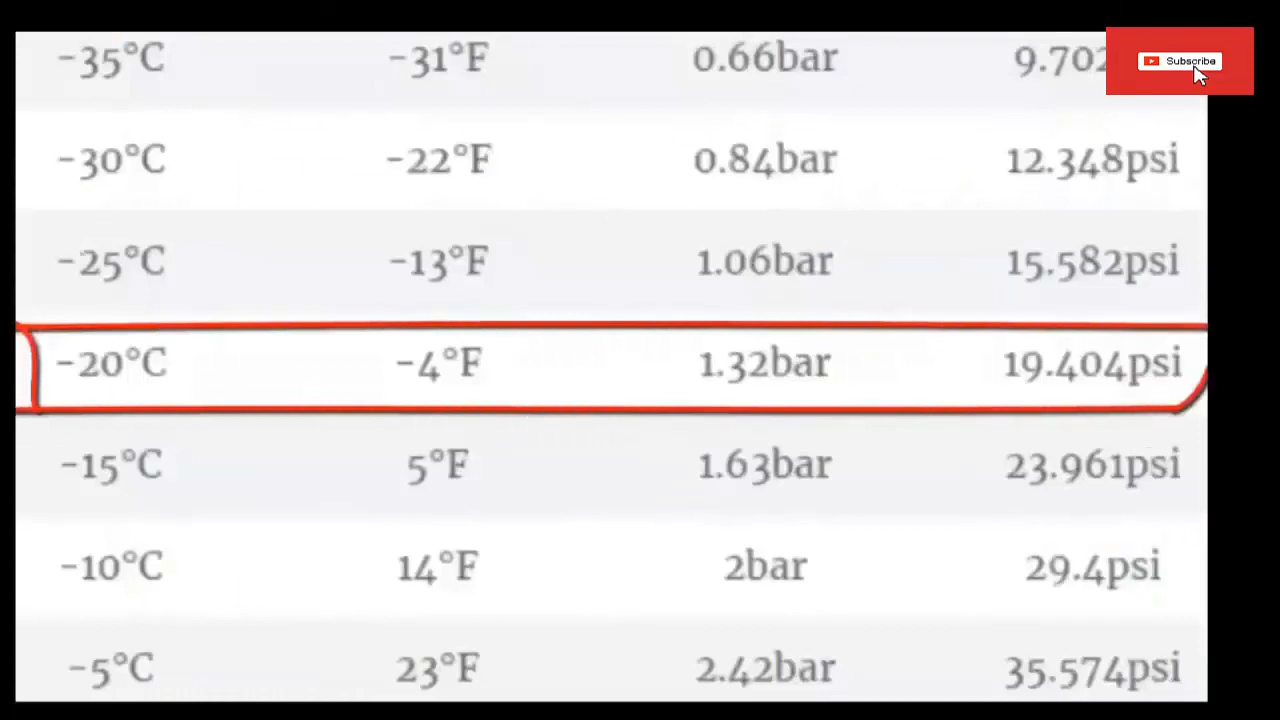 -35°C -31°F 0.66bar 9.702
Subscribe
-30°C -22°F 0.84bar 12.348psi
-25°C -13°F 1.06bar 15.582psi
-20°C -4°F 1.32bar 19.404psi
-15°C 5°F 1.63bar 23.961psi
-10°C 14°F 2bar 29.4psi
-5°C 23°F 2.42bar 35.574psi